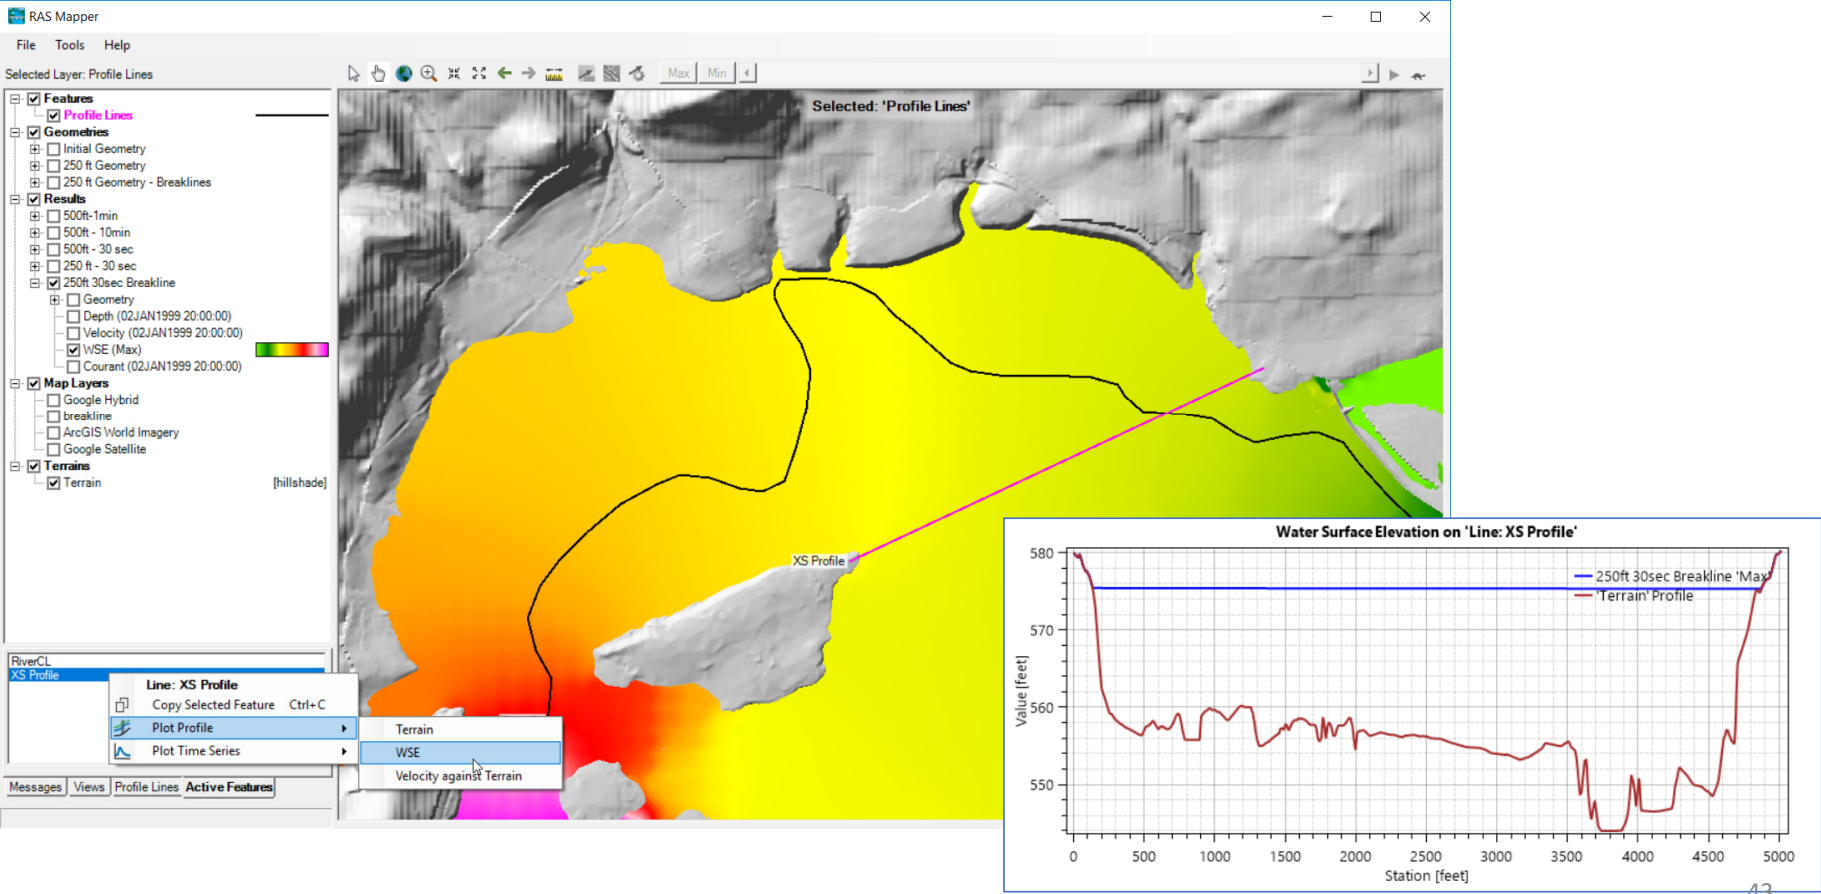 RAS Mapper
File Tools Help
Selected Layer: Profile Lines
Max Min
Features
Profile Lines
Geometries
Initial Geometry
250 ft Geometry
250 ft Geometry - Breaklines
Results
500ft-1min
500ft - 10min
500ft - 30 sec
250 ft - 30 sec
250ft 30sec Breakline
Geometry
Depth (02JAN1999 20:00:00)
Velocity (02JAN1999 20:00:00)
WSE (Max)
Courant (02JAN1999 20:00:00)
Map Layers
Google Hybrid
breakline
ArcGIS World Imagery
Google Satellite
Terrains
Terrain [hillshade]
Selected: 'Profile Lines'
XS Profile
RiverCL
XS Profile
Line: XS Profile
Copy Selected Feature Ctrl+C
Plot Profile
Plot Time Series
Terrain
WSE
Velocity against Terrain
Messages Views Profile Lines Active Features
Water Surface Elevation on 'Line: XS Profile'
250ft 30sec Breakline 'Max'
'Terrain' Profile
Value [feet]
580
570
560
550
0 500 1000 1500 2000 2500 3000 3500 4000 4500 5000
Station [feet]
43